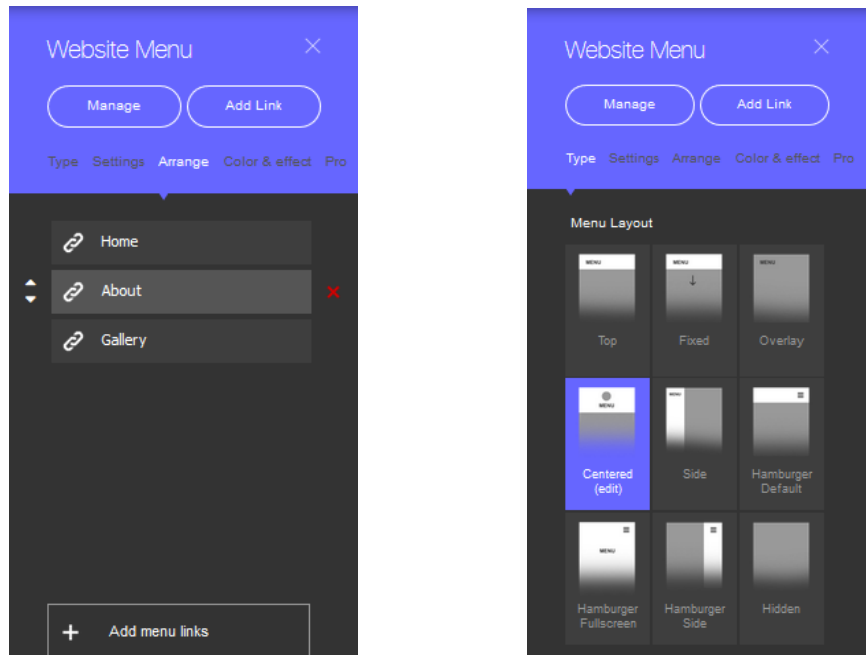 Website Menu
Manage
Add Link
Type Settings Arrange Color & effect Pro
Home
About
Gallery
Add menu links
Website Menu
Manage
Add Link
Type Settings Arrange Color & effect Pro
Menu Layout
MENU
MENU
MENU
Top
Fixed
Overlay
MENU
MENU
Centered
(edit)
Side
Hamburger
Default
MENU
Hamburger
Fullscreen
Hamburger
Side
Hidden